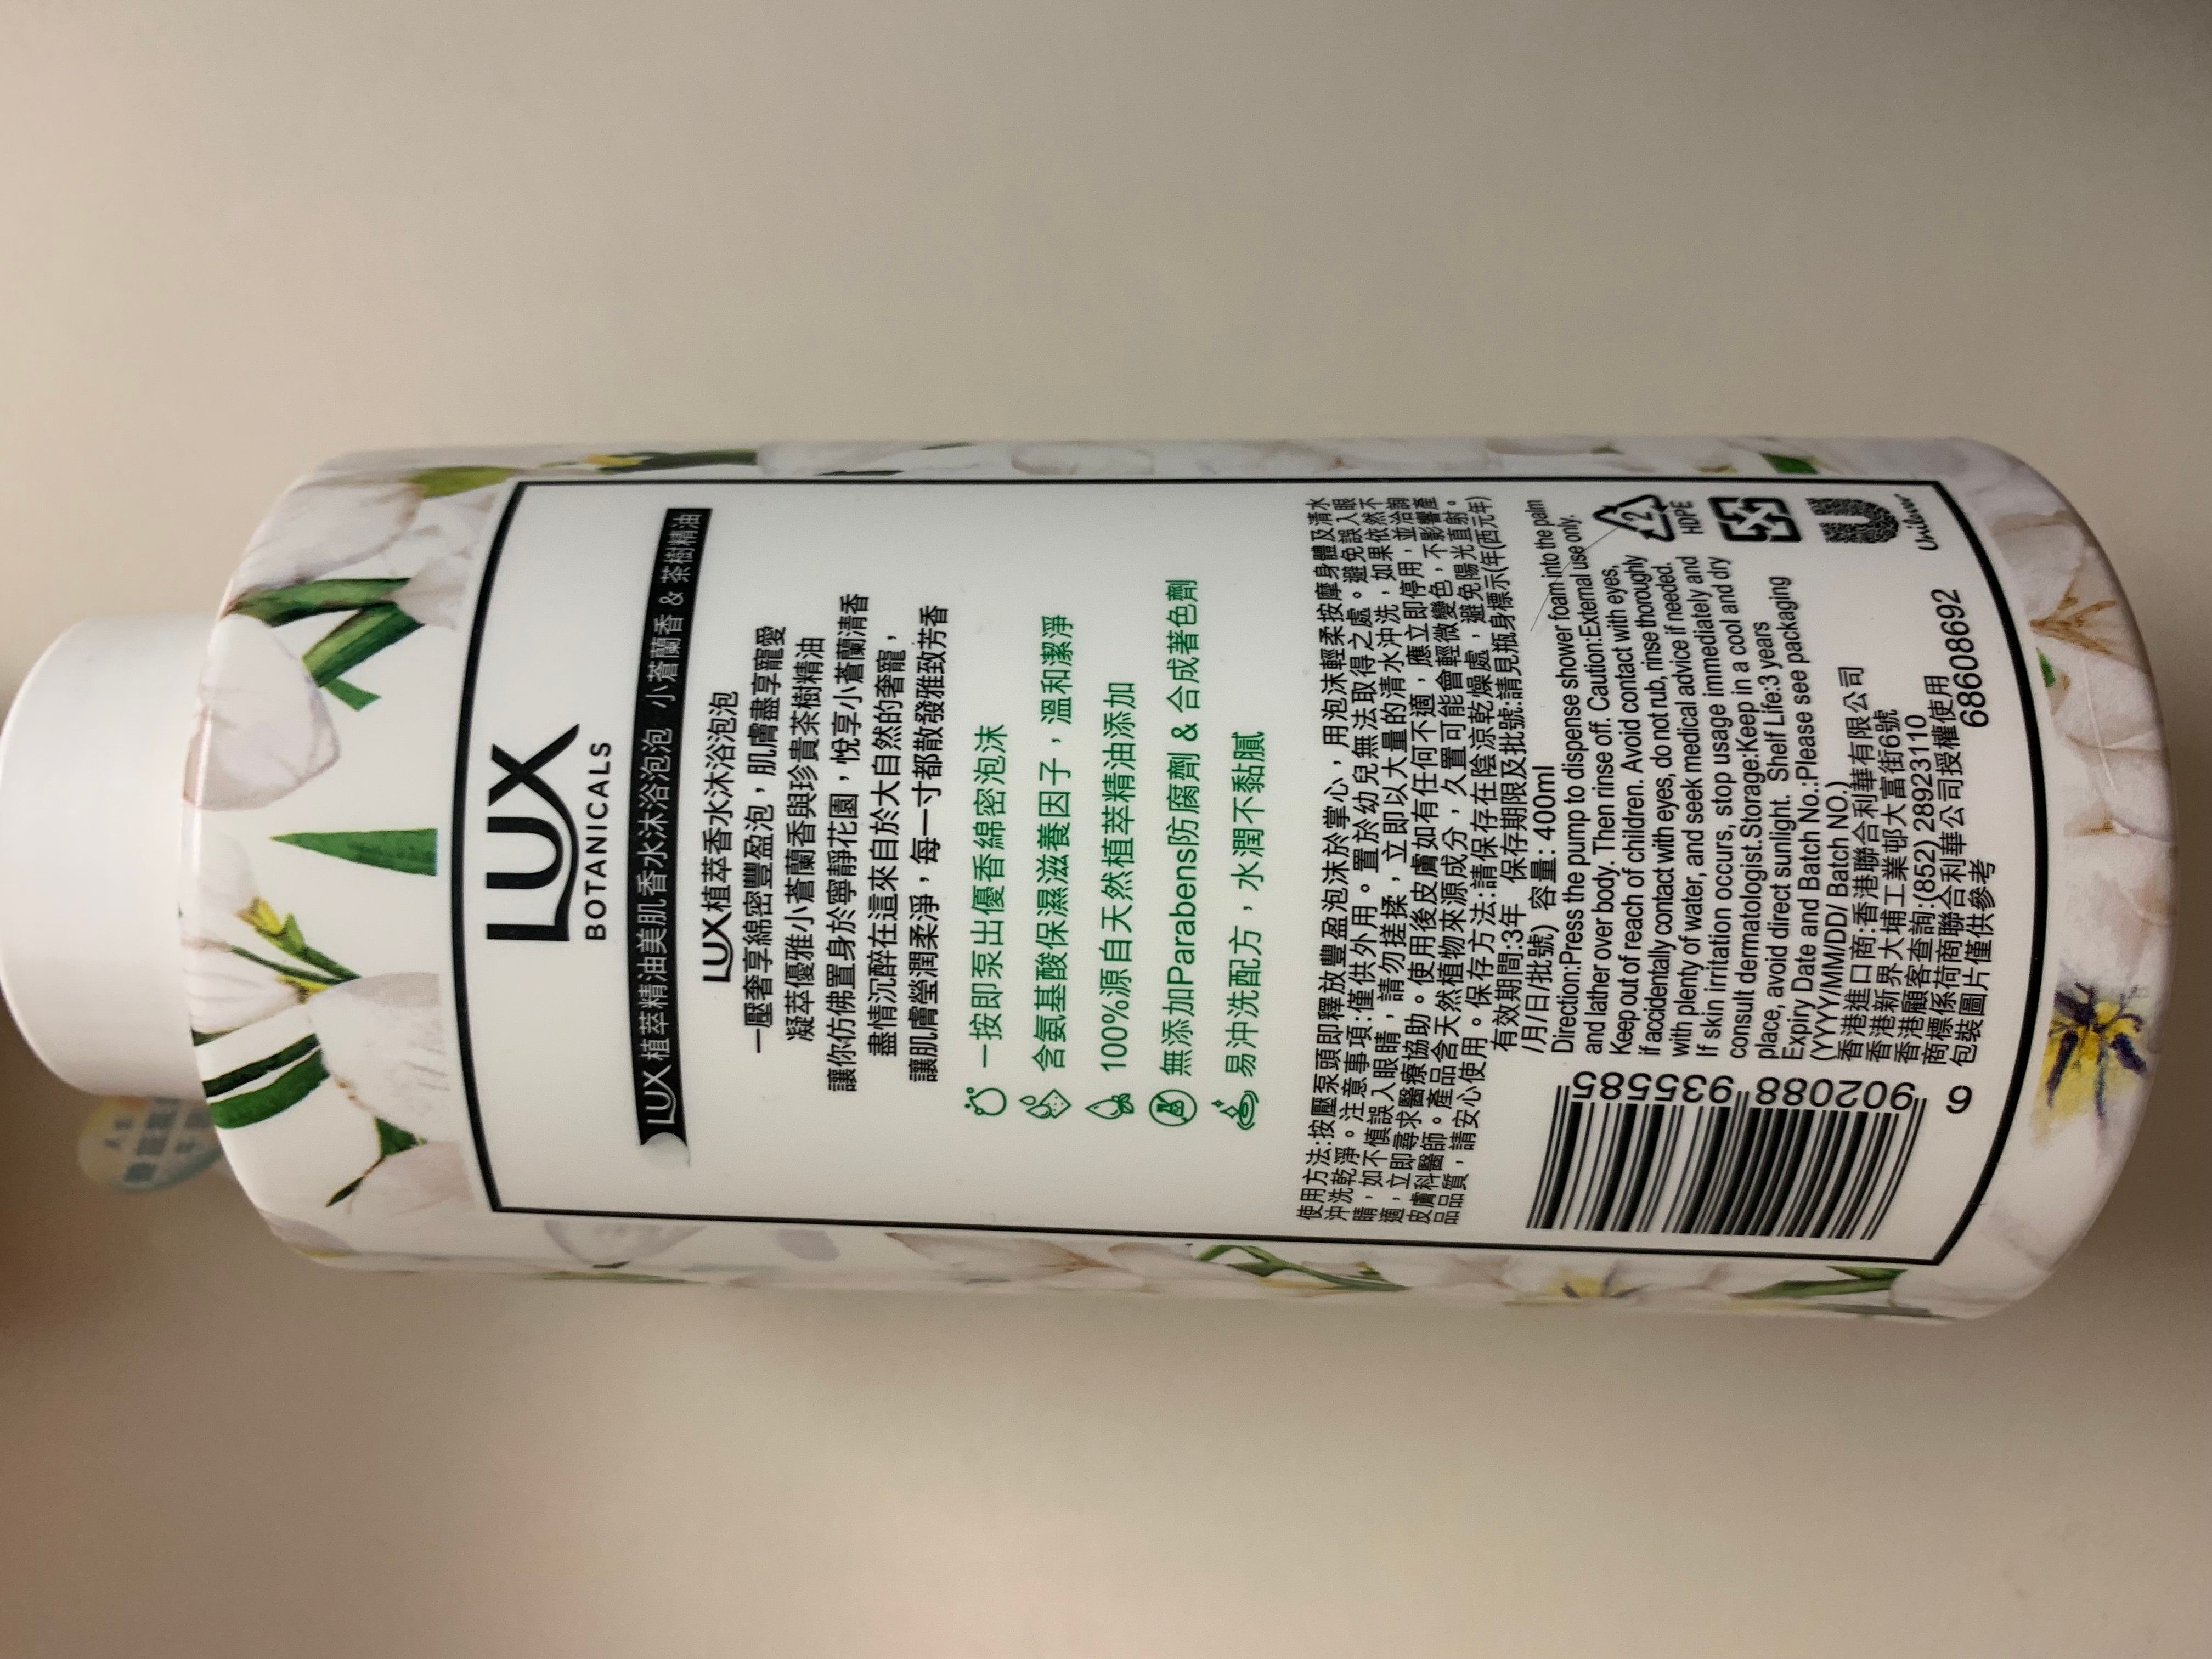 LUX
BOTANICALS
LUX 植萃精油美肌香水沐浴泡泡 小蒼蘭香 & 茶樹精油
LUX植萃香水沐浴泡泡
一壓奢享綿密豐盈泡，肌膚盡享寵愛
凝萃優雅小蒼蘭香與珍貴茶樹精油
讓你仿佛置身於寧靜花園，悅享小蒼蘭清香
盡情沉醉在這來自於大自然的奢寵，
讓肌膚瑩潤柔淨，每一寸都散發雅致芳香
一按即泵出優香綿密泡沫
含氨基酸保濕滋養因子，溫和潔淨
100%源自天然植萃精油添加
無添加Parabens防腐劑 & 合成著色劑
易沖洗配方，水潤不黏膩
使用方法:按壓泵頭即釋放豐盈泡沫於掌心，用泡沫輕柔按摩身體及清水
沖洗乾淨。注意事項:僅供外用。置於幼兒無法取得之處。避免誤入眼
睛，如不慎誤入眼睛，請勿搓揉，立即以大量的清水沖洗，如果依然不
適，立即尋求醫療協助。使用後皮膚如有任何不適，應立即停用，並洽詢
皮膚科醫師。產品含天然植物來源成分，久置可能會輕微變色，不影響產
品品質，請安心使用。保存方法:請保存在陰涼乾燥處，避免陽光直射。
有效期間:3年 保存期限及批號:請見瓶身標示(年(西元年)
/月/日/批號) 容量: 400ml
Direction:Press the pump to dispense shower foam into the palm
and lather over body. Then rinse off. Caution:External use only.
Keep out of reach of children. Avoid contact with eyes,
if accidentally contact with eyes, do not rub, rinse thoroughly
with plenty of water, and seek medical advice if needed.
If skin irritation occurs, stop usage immediately and
consult dermatologist.Storage:Keep in a cool and dry
place, avoid direct sunlight. Shelf Life:3 years
Expiry Date and Batch No.:Please see packaging
(YYYY/MM/DD/ Batch NO.)
香港進口商:香港聯合利華有限公司
香港新界大埔工業邨大富街6號
香港顧客查詢:(852) 28923110
商標係荷商聯合利華公司授權使用
包裝圖片僅供參考
68608692
2
HDPE
Unilever
6 902088 935585